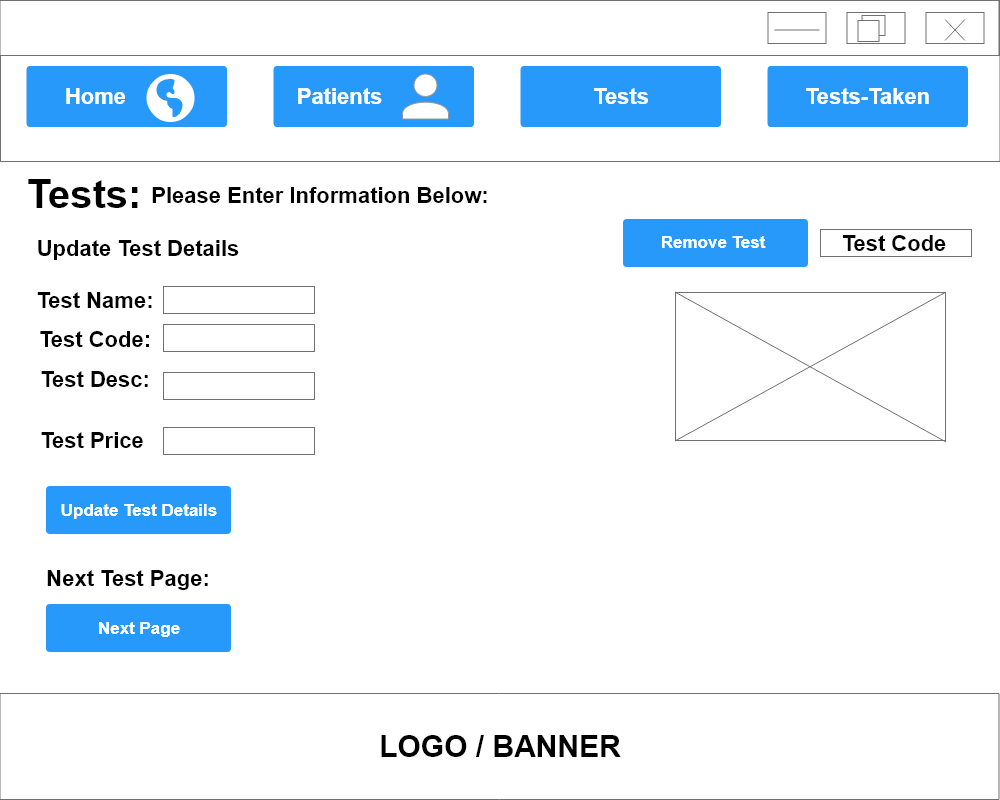 Home
Patients
Tests
Tests-Taken
Tests: Please Enter Information Below:
Update Test Details
Remove Test
Test Code
Test Name:
Test Code:
Test Desc:
Test Price
Update Test Details
Next Test Page:
Next Page
LOGO / BANNER